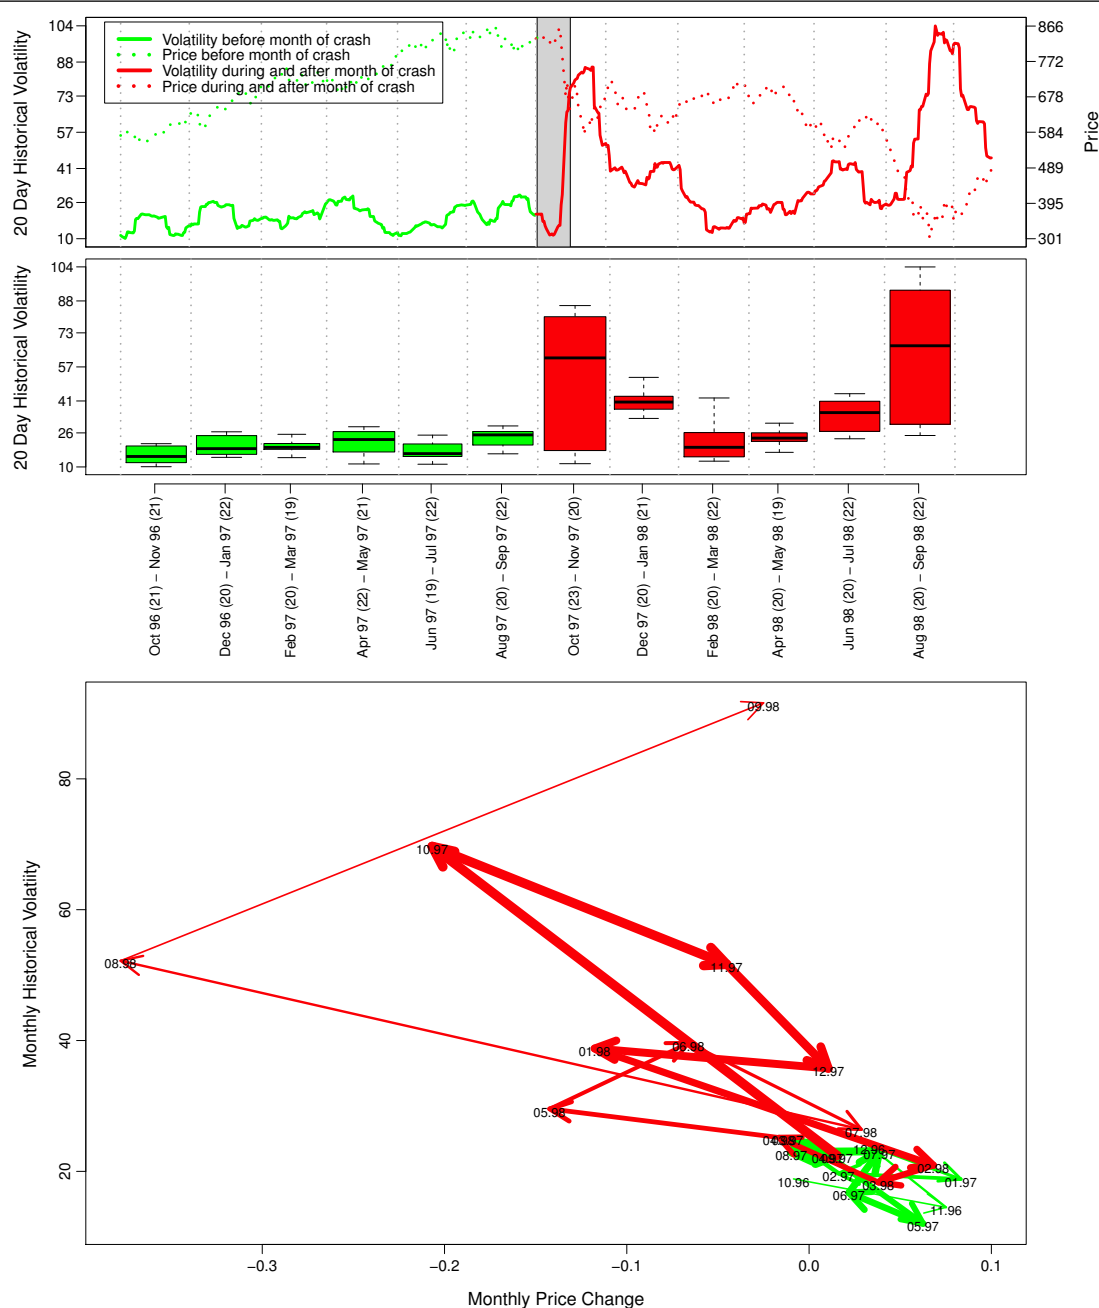 104
88
73
57
41
26
10
20 Day Historical Volatility
Volatility before month of crash
Price before month of crash
Volatility during and after month of crash
Price during and after month of crash
866
772
678
584
489
395
301
Price
104
88
73
57
41
26
10
20 Day Historical Volatility
Oct 96 (21) − Nov 96 (21)
Dec 96 (20) − Jan 97 (22)
Feb 97 (20) − Mar 97 (19)
Apr 97 (22) − May 97 (21)
Jun 97 (19) − Jul 97 (22)
Aug 97 (20) − Sep 97 (22)
Oct 97 (23) − Nov 97 (20)
Dec 97 (20) − Jan 98 (21)
Feb 98 (20) − Mar 98 (22)
Apr 98 (20) − May 98 (19)
Jun 98 (20) − Jul 98 (22)
Aug 98 (20) − Sep 98 (22)
Monthly Historical Volatility
80
60
40
20
09.98
10.97
08.98
11.97
01.98
06.98
12.97
05.98
07.98
12.96
08.97
07.97
09.97
02.98
02.97
01.97
10.96
03.98
06.97
11.96
05.97
−0.3
−0.2
−0.1
0.0
0.1
Monthly Price Change